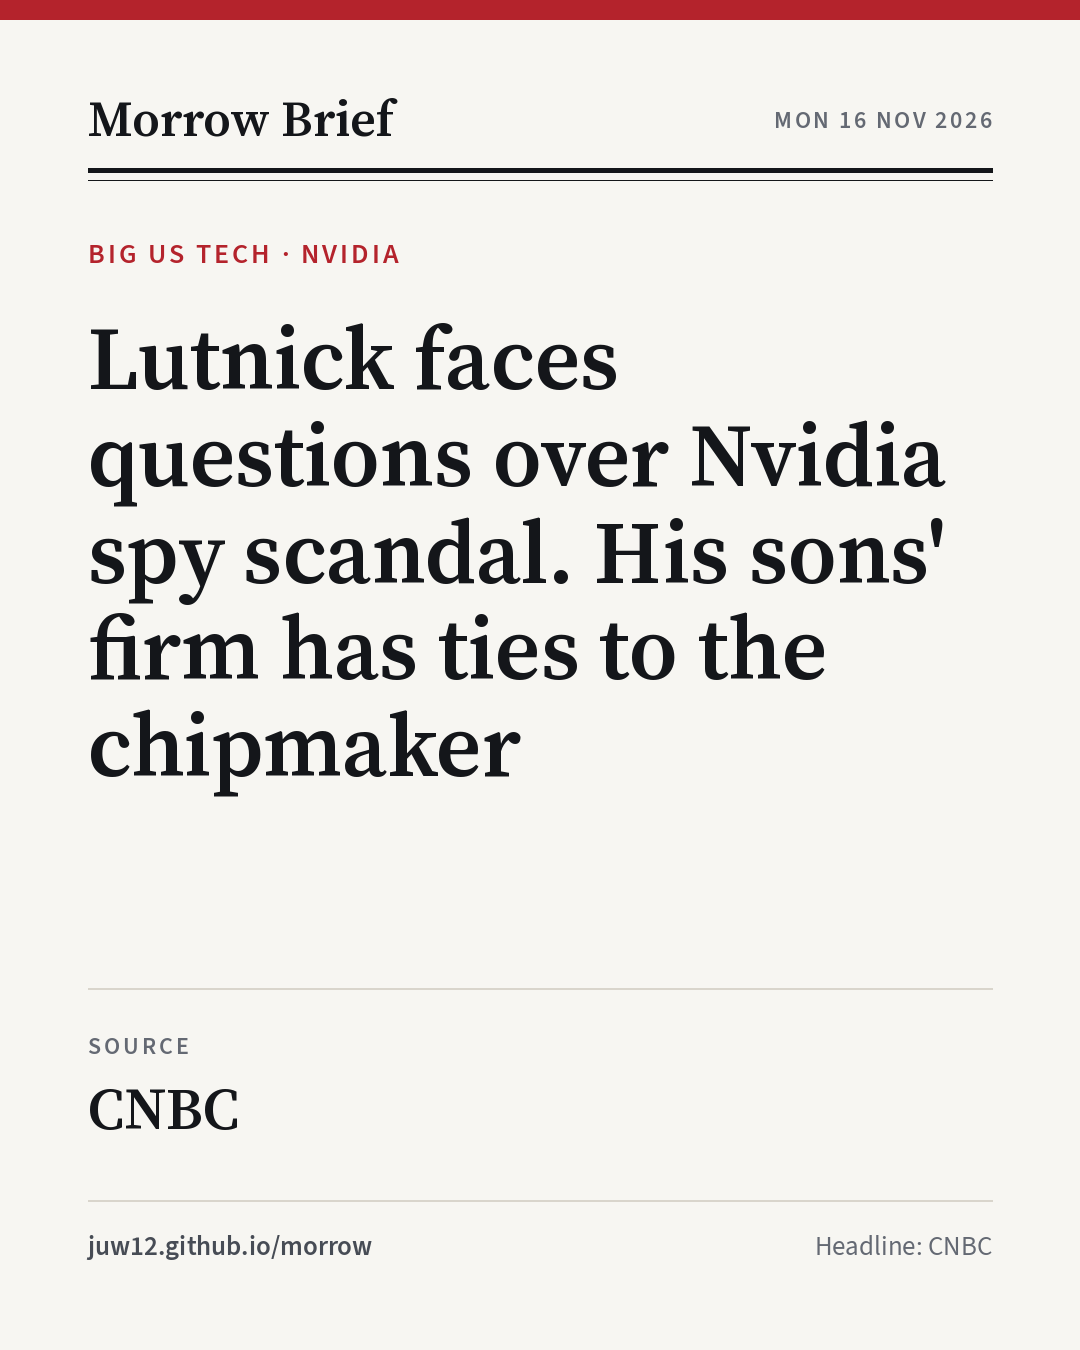 Morrow Brief
MON 16 NOV 2026
BIG US TECH · NVIDIA
Lutnick faces
questions over Nvidia
spy scandal. His sons'
firm has ties to the
chipmaker
SOURCE
CNBC
juw12.github.io/morrow
Headline: CNBC